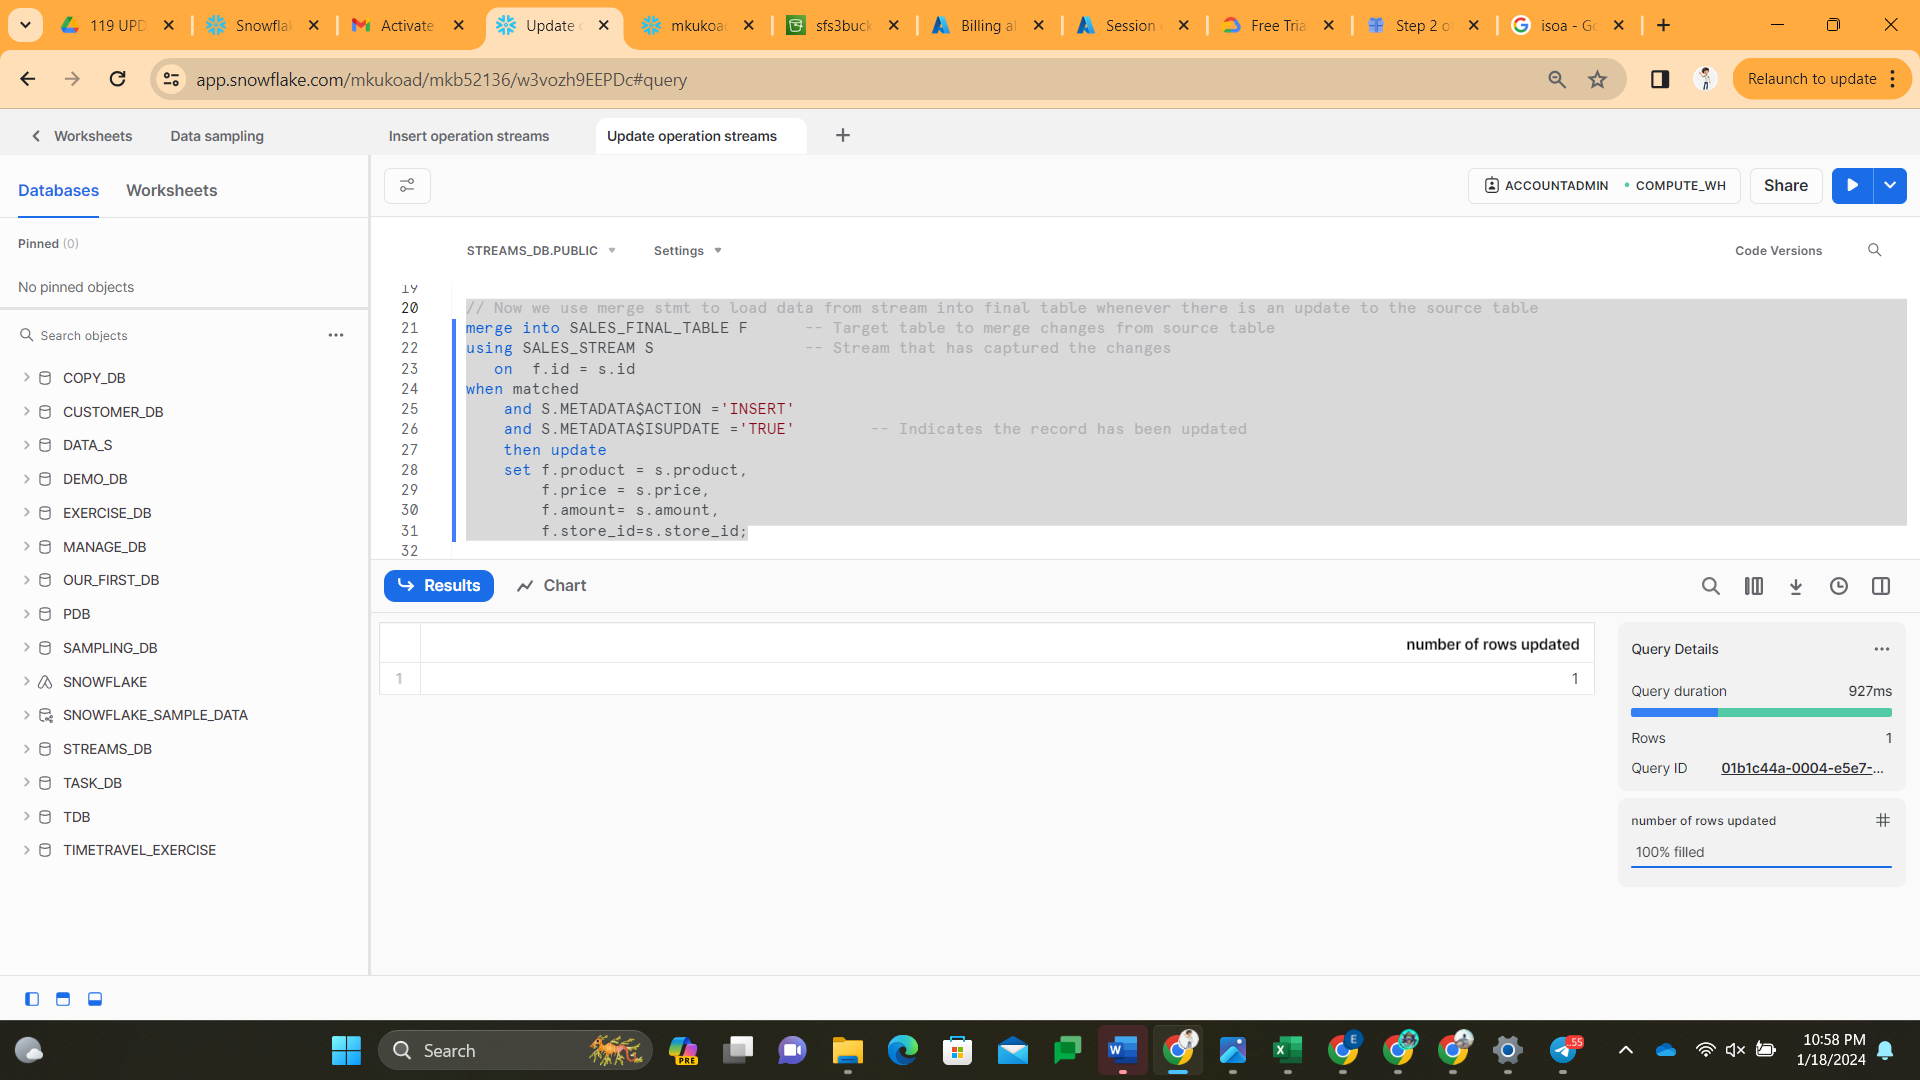 119 UPD
Snowfla
Activate
Update o
mkukoad
sfs3buck
Billing al
Session
Free Tria
Step 2 o
isoa - Go
app.snowflake.com/mkukoad/mkb52136/w3vozh9EEPDc#query
Relaunch to update
Worksheets
Data sampling
Insert operation streams
Update operation streams
Databases
Worksheets
ACCOUNTADMIN
COMPUTE_WH
Share
Pinned (0)
No pinned objects
Search objects
COPY_DB
CUSTOMER_DB
DATA_S
DEMO_DB
EXERCISE_DB
MANAGE_DB
OUR_FIRST_DB
PDB
SAMPLING_DB
SNOWFLAKE
SNOWFLAKE_SAMPLE_DATA
STREAMS_DB
TASK_DB
TDB
TIMETRAVEL_EXERCISE
STREAMS_DB.PUBLIC
Settings
Code Versions
19
20 // Now we use merge stmt to load data from stream into final table whenever there is an update to the source table
21 merge into SALES_FINAL_TABLE F -- Target table to merge changes from source table
22 using SALES_STREAM S -- Stream that has captured the changes
23 on f.id = s.id
24 when matched
25 and S.METADATA$ACTION ='INSERT'
26 and S.METADATA$ISUPDATE ='TRUE' -- Indicates the record has been updated
27 then update
28 set f.product = s.product,
29 f.price = s.price,
30 f.amount= s.amount,
31 f.store_id=s.store_id;
32
Results
Chart
number of rows updated
1 1
Query Details
Query duration 927ms
Rows 1
Query ID 01b1c44a-0004-e5e7-...
number of rows updated
100% filled
Search
PRE
E
55
10:58 PM
1/18/2024